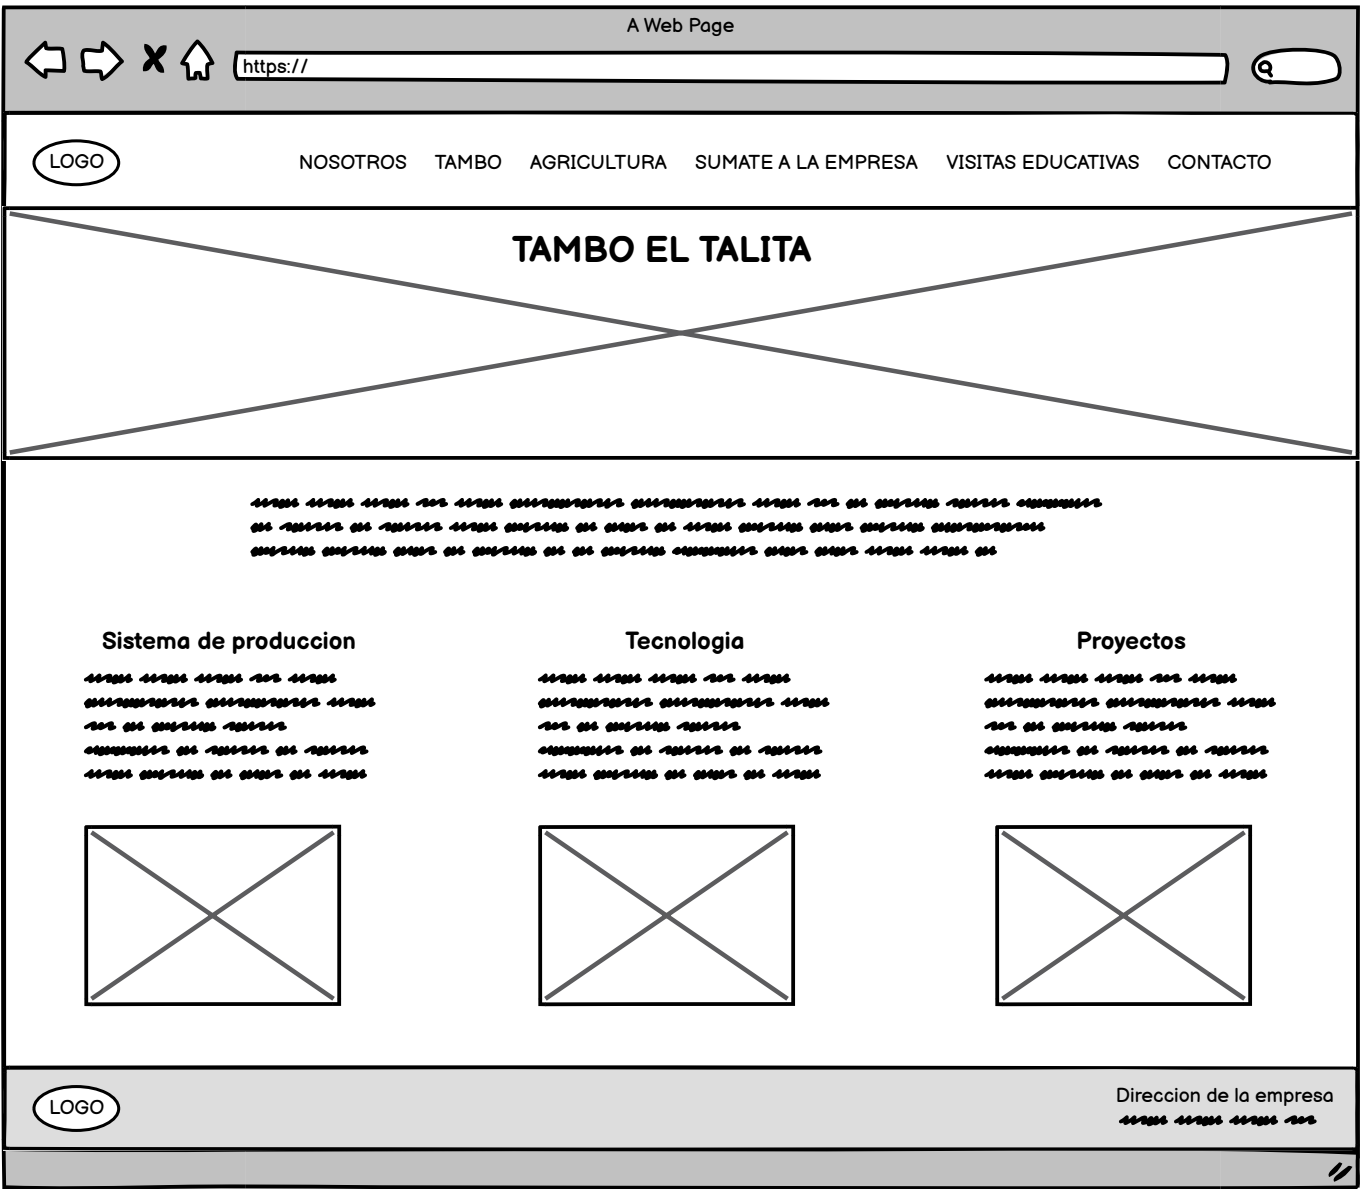 A Web Page
https://
LOGO
NOSOTROS TAMBO AGRICULTURA SUMATE A LA EMPRESA VISITAS EDUCATIVAS CONTACTO
TAMBO EL TALITA
Sistema de produccion
Tecnologia
Proyectos
LOGO
Direccion de la empresa